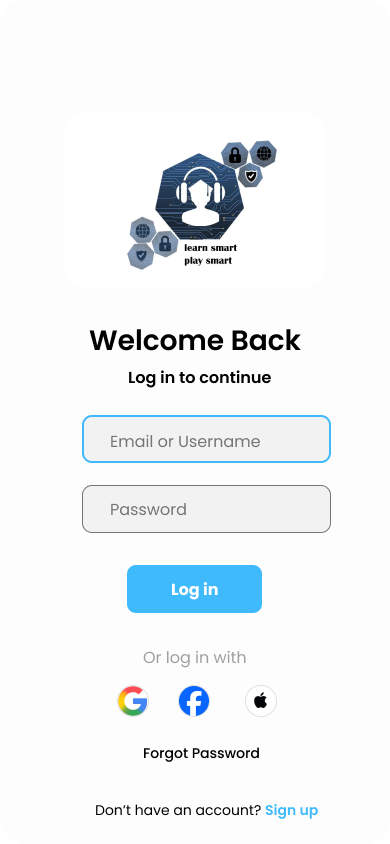 learn smart
play smart
Welcome Back
Log in to continue
Email or Username
Password
Log in
Or log in with
Forgot Password
Don’t have an account? Sign up